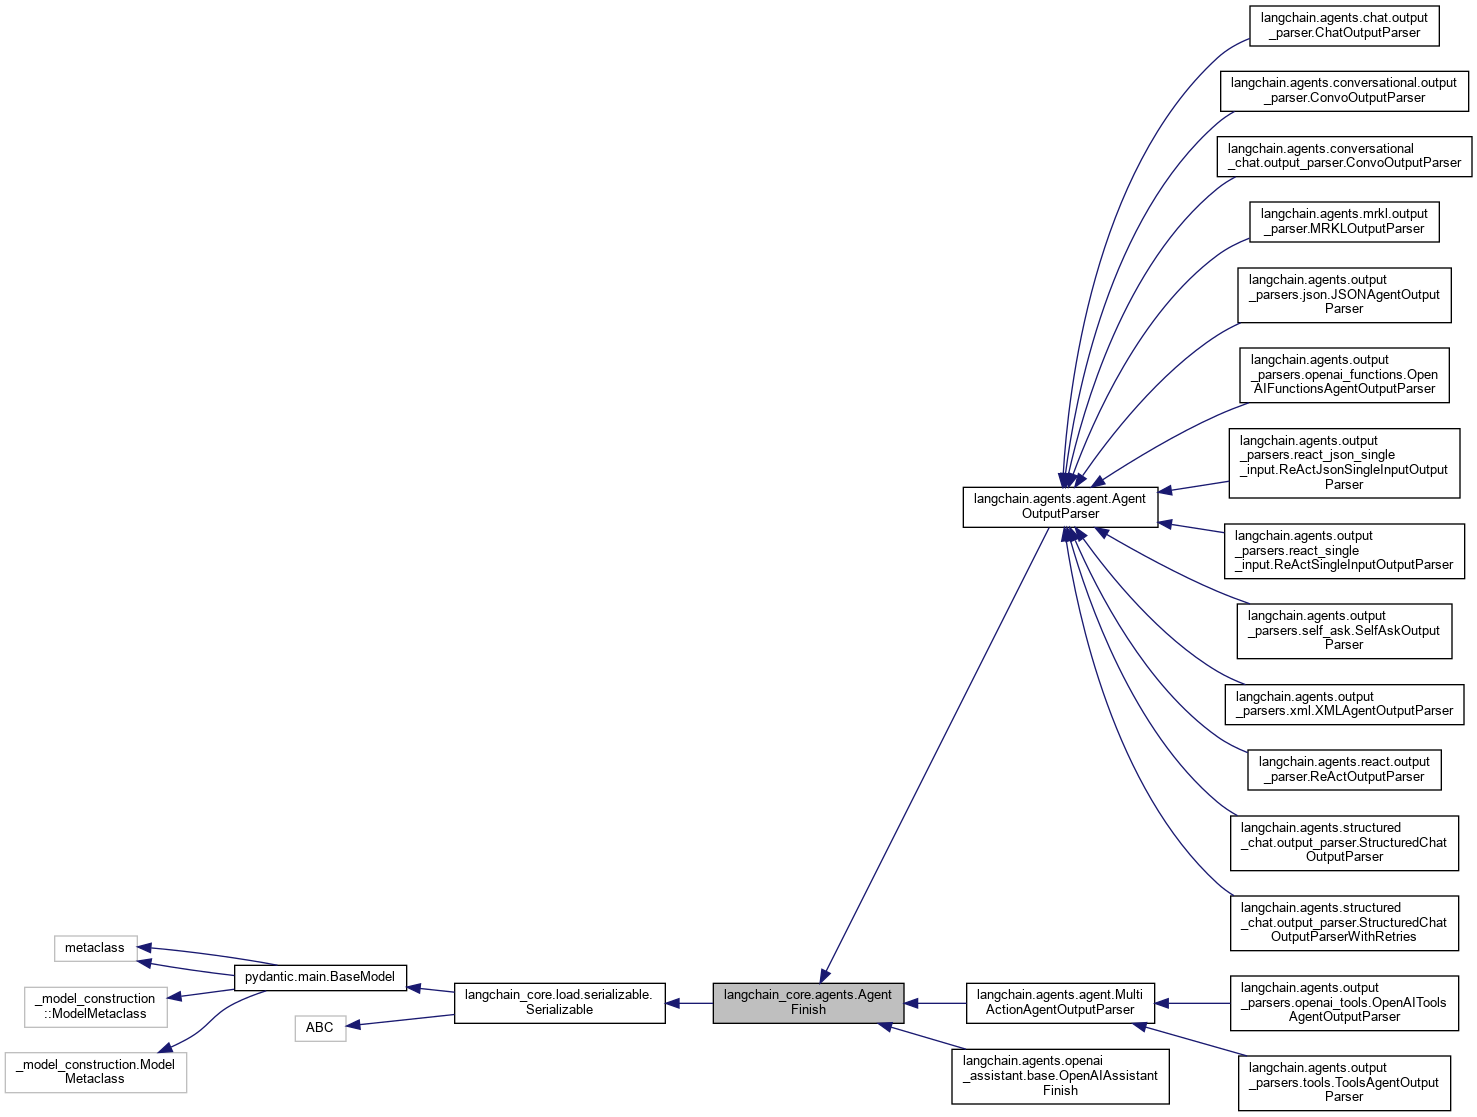 langchain.agents.chat.output
_parser.ChatOutputParser
langchain.agents.conversational.output
_parser.ConvoOutputParser
langchain.agents.conversational
_chat.output_parser.ConvoOutputParser
langchain.agents.mrkl.output
_parser.MRKLOutputParser
langchain.agents.output
_parsers.json.JSONAgentOutput
Parser
langchain.agents.output
_parsers.openai_functions.Open
AIFunctionsAgentOutputParser
langchain.agents.output
_parsers.react_json_single
_input.ReActJsonSingleInputOutput
Parser
langchain.agents.agent.Agent
OutputParser
langchain.agents.output
_parsers.react_single
_input.ReActSingleInputOutputParser
langchain.agents.output
_parsers.self_ask.SelfAskOutput
Parser
langchain.agents.output
_parsers.xml.XMLAgentOutputParser
langchain.agents.react.output
_parser.ReActOutputParser
langchain.agents.structured
_chat.output_parser.StructuredChat
OutputParser
langchain.agents.structured
_chat.output_parser.StructuredChat
OutputParserWithRetries
metaclass
pydantic.main.BaseModel
_model_construction
::ModelMetaclass
langchain_core.load.serializable.
Serializable
langchain_core.agents.Agent
Finish
langchain.agents.agent.Multi
ActionAgentOutputParser
langchain.agents.output
_parsers.openai_tools.OpenAITools
AgentOutputParser
ABC
_model_construction.Model
Metaclass
langchain.agents.openai
_assistant.base.OpenAIAssistant
Finish
langchain.agents.output
_parsers.tools.ToolsAgentOutput
Parser